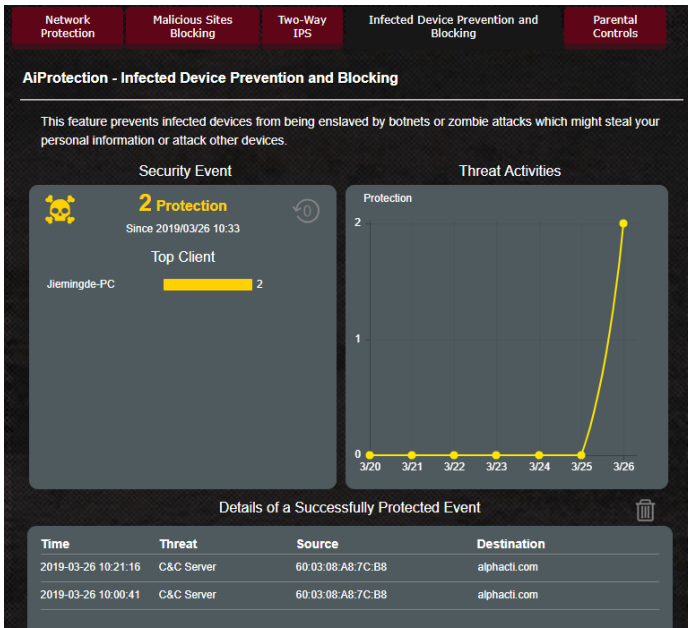 Network
Protection
Malicious Sites
Blocking
Two-Way
IPS
Infected Device Prevention and
Blocking
Parental
Controls
AiProtection - Infected Device Prevention and Blocking
This feature prevents infected devices from being enslaved by botnets or zombie attacks which might steal your
personal information or attack other devices.
Security Event
2 Protection
0
Since 2019/03/26 10:33
Top Client
Jiemingde-PC 2
Threat Activities
Protection
2
1
0
3/20 3/21 3/22 3/23 3/24 3/25 3/26
Details of a Successfully Protected Event
Time Threat Source Destination
2019-03-26 10:21:16 C&C Server 60:03:08:A8:7C:B8 alphacti.com
2019-03-26 10:00:41 C&C Server 60:03:08:A8:7C:B8 alphacti.com